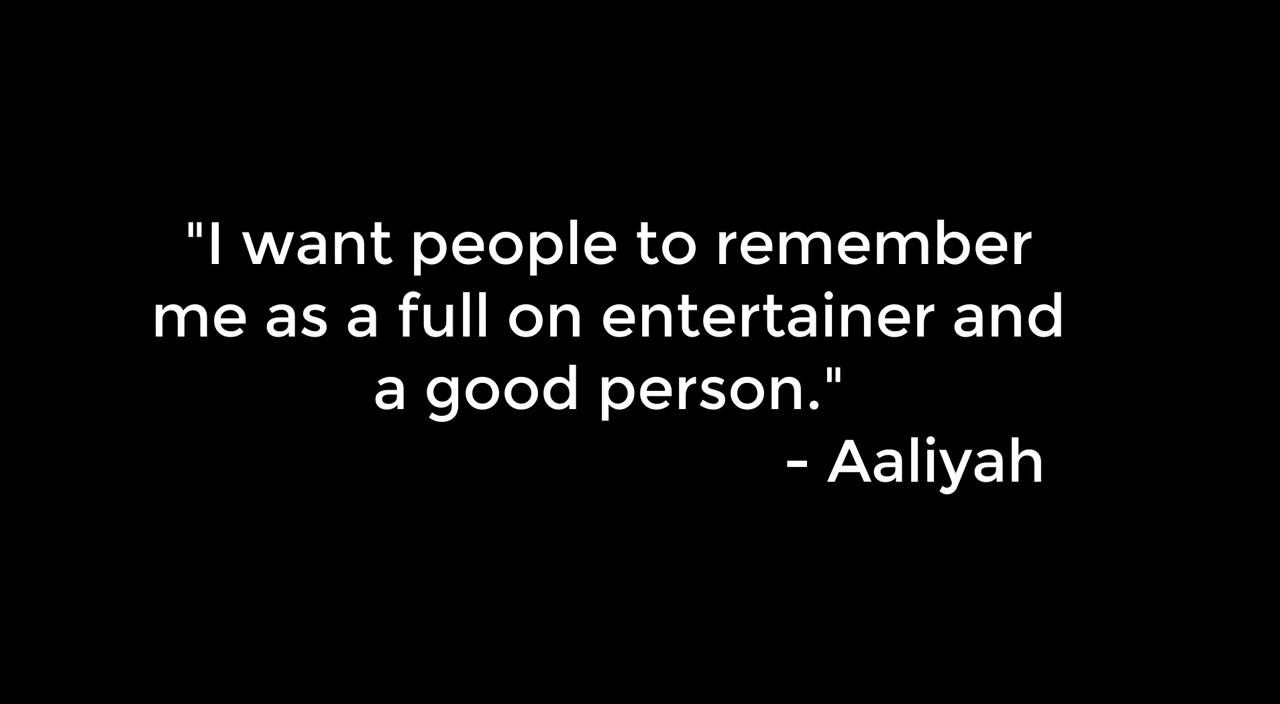 "I want people to remember
me as a full on entertainer and
a good person."
- Aaliyah